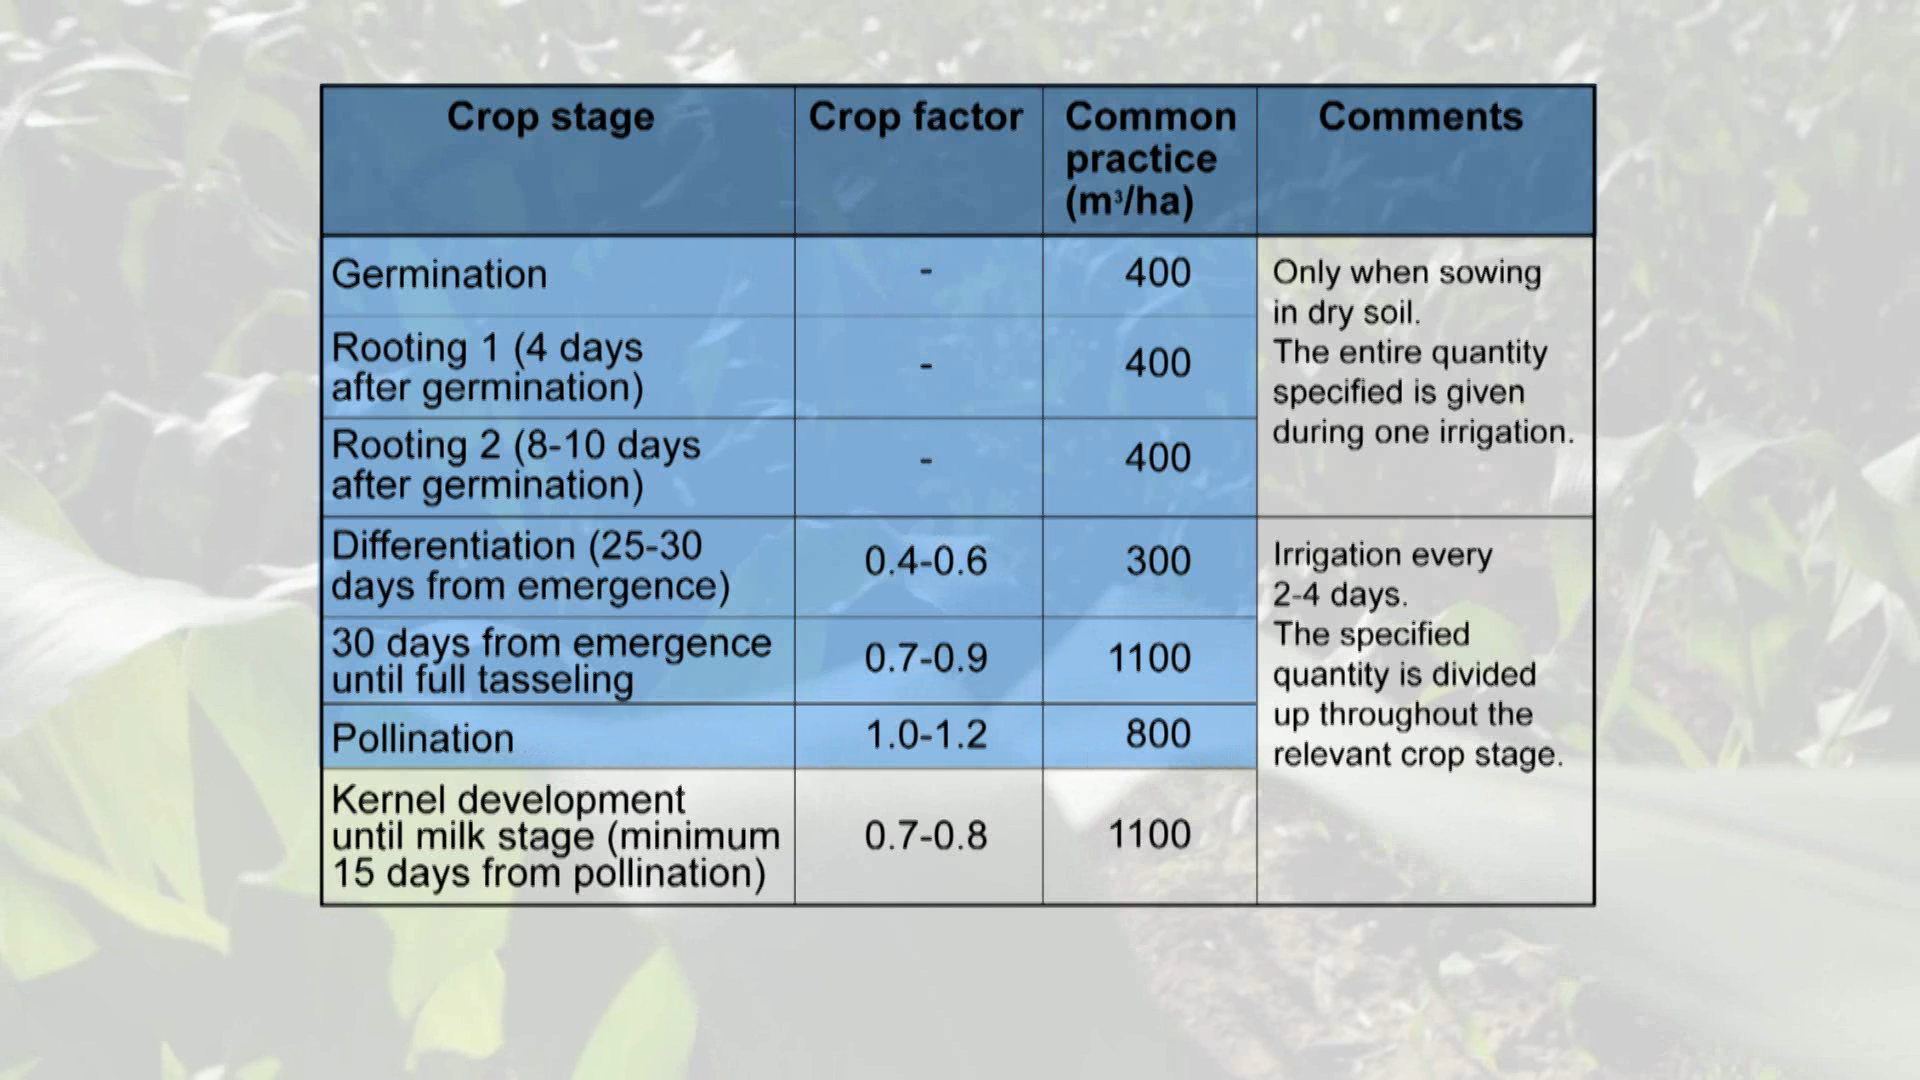 Crop stage
Crop factor
Common
practice
(m³/ha)
Comments
Germination
-
400
Only when sowing
in dry soil.
The entire quantity
specified is given
during one irrigation.
Rooting 1 (4 days
after germination)
-
400
Rooting 2 (8-10 days
after germination)
-
400
Differentiation (25-30
days from emergence)
0.4-0.6
300
Irrigation every
2-4 days.
The specified
quantity is divided
up throughout the
relevant crop stage.
30 days from emergence
until full tasseling
0.7-0.9
1100
Pollination
1.0-1.2
800
Kernel development
until milk stage (minimum
15 days from pollination)
0.7-0.8
1100